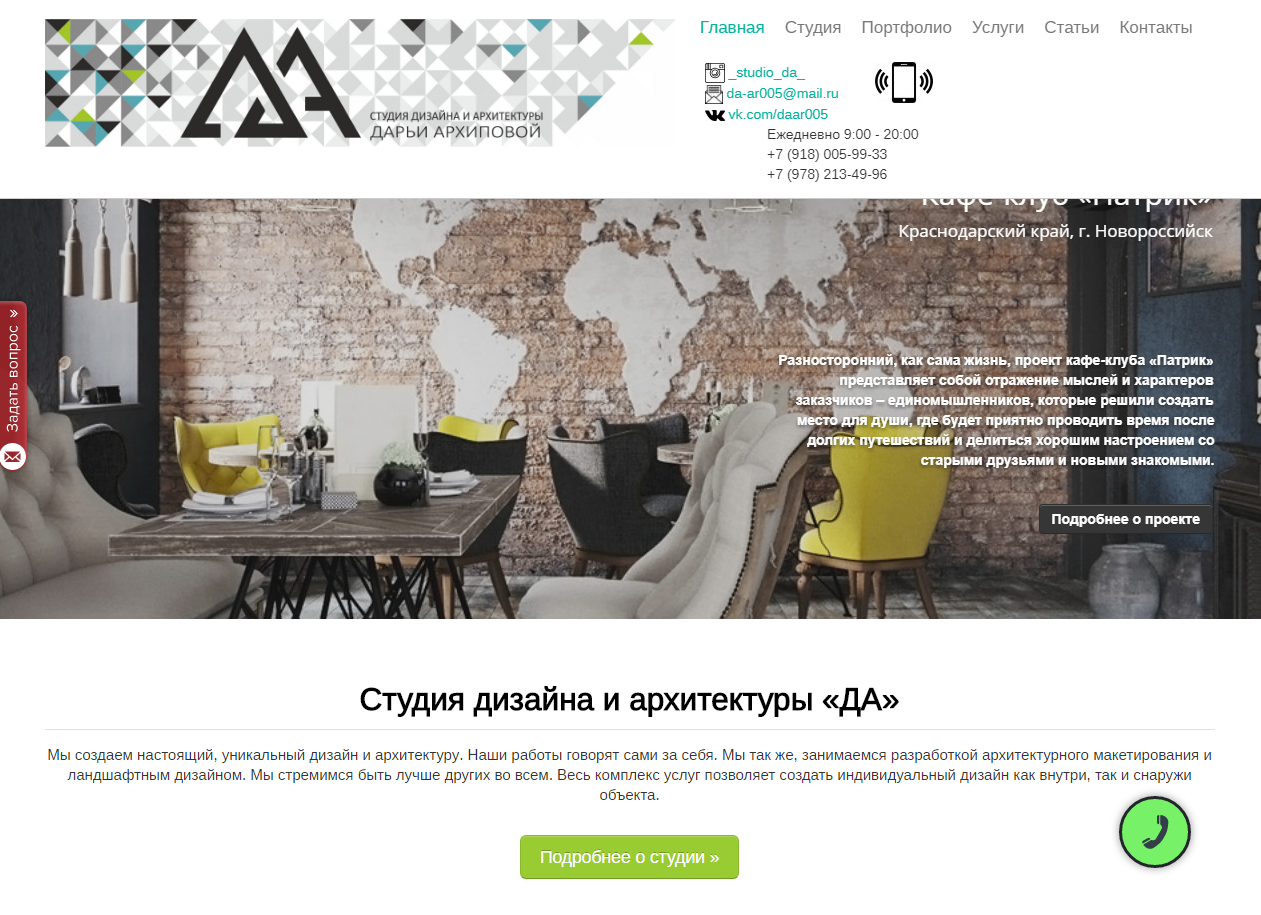 ДА
СТУДИЯ ДИЗАЙНА И АРХИТЕКТУРЫ
ДАРЬИ АРХИПОВОЙ
Главная Студия Портфолио Услуги Статьи Контакты
_studio_da_
da-ar005@mail.ru
vk.com/daar005
Ежедневно 9:00 - 20:00
+7 (918) 005-99-33
+7 (978) 213-49-96
Кафе-клуб «Патрик»
Краснодарский край, г. Новороссийск
Задать вопрос »
Разносторонний, как сама жизнь, проект кафе-клуба «Патрик»
представляет собой отражение мыслей и характеров
заказчиков – единомышленников, которые решили создать
место для души, где будет приятно проводить время после
долгих путешествий и делиться хорошим настроением со
старыми друзьями и новыми знакомыми.
Подробнее о проекте
Студия дизайна и архитектуры «ДА»
Мы создаем настоящий, уникальный дизайн и архитектуру. Наши работы говорят сами за себя. Мы так же, занимаемся разработкой архитектурного макетирования и
ландшафтным дизайном. Мы стремимся быть лучше других во всем. Весь комплекс услуг позволяет создать индивидуальный дизайн как внутри, так и снаружи
объекта.
Подробнее о студии »